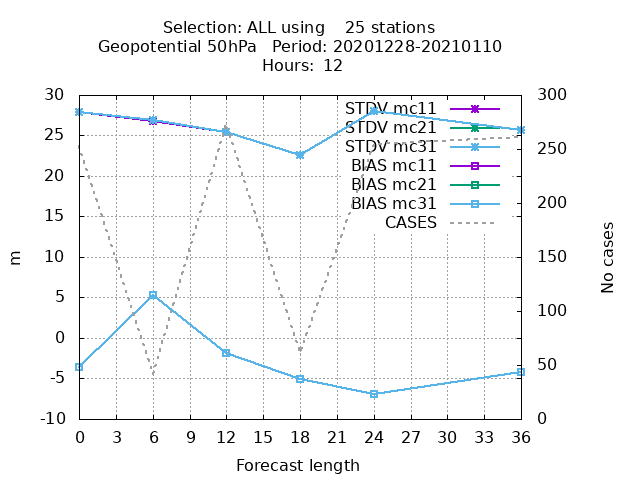 Selection: ALL using    25 stations
Geopotential 50hPa   Period: 20201228-20210110
Hours: 12
30
25
20
15
10
5
0
-5
-10
m
300
250
200
150
100
50
0
No cases
STDV mc11
STDV mc21
STDV mc31
BIAS mc11
BIAS mc21
BIAS mc31
CASES
0 3 6 9 12 15 18 21 24 27 30 33 36
Forecast length